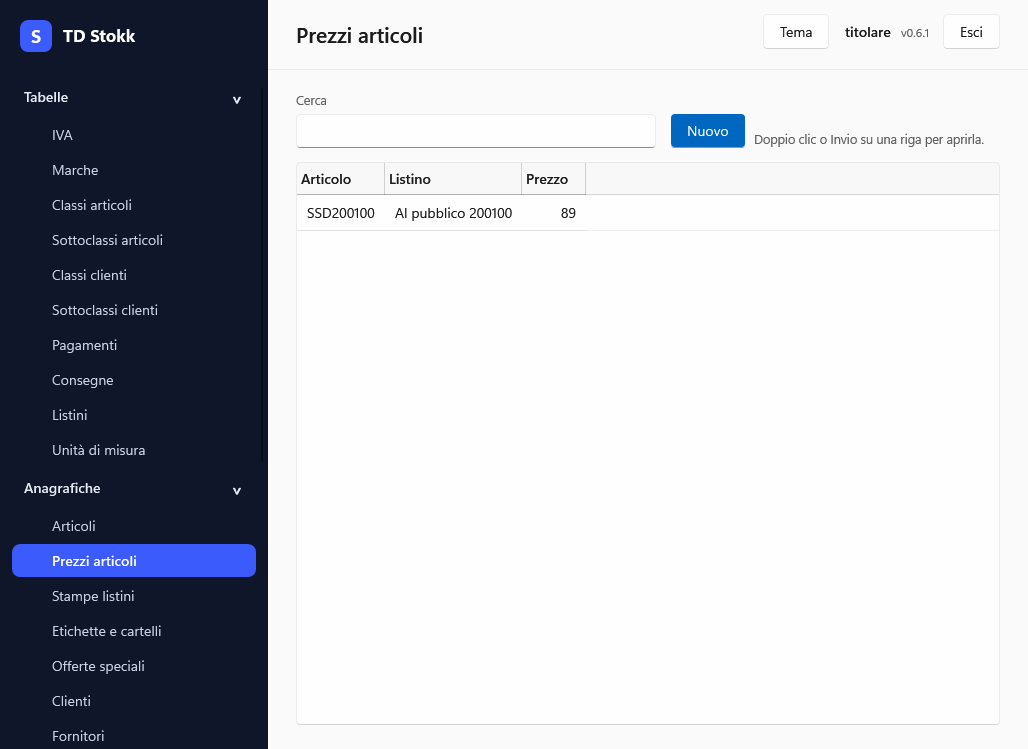 S TD Stokk
Tabelle v
IVA
Marche
Classi articoli
Sottoclassi articoli
Classi clienti
Sottoclassi clienti
Pagamenti
Consegne
Listini
Unità di misura
Anagrafiche v
Articoli
Prezzi articoli
Stampe listini
Etichette e cartelli
Offerte speciali
Clienti
Fornitori
Prezzi articoli Tema titolare v0.6.1 Esci
Cerca
Nuovo Doppio clic o Invio su una riga per aprirla.
Articolo Listino Prezzo
SSD200100 Al pubblico 200100 89